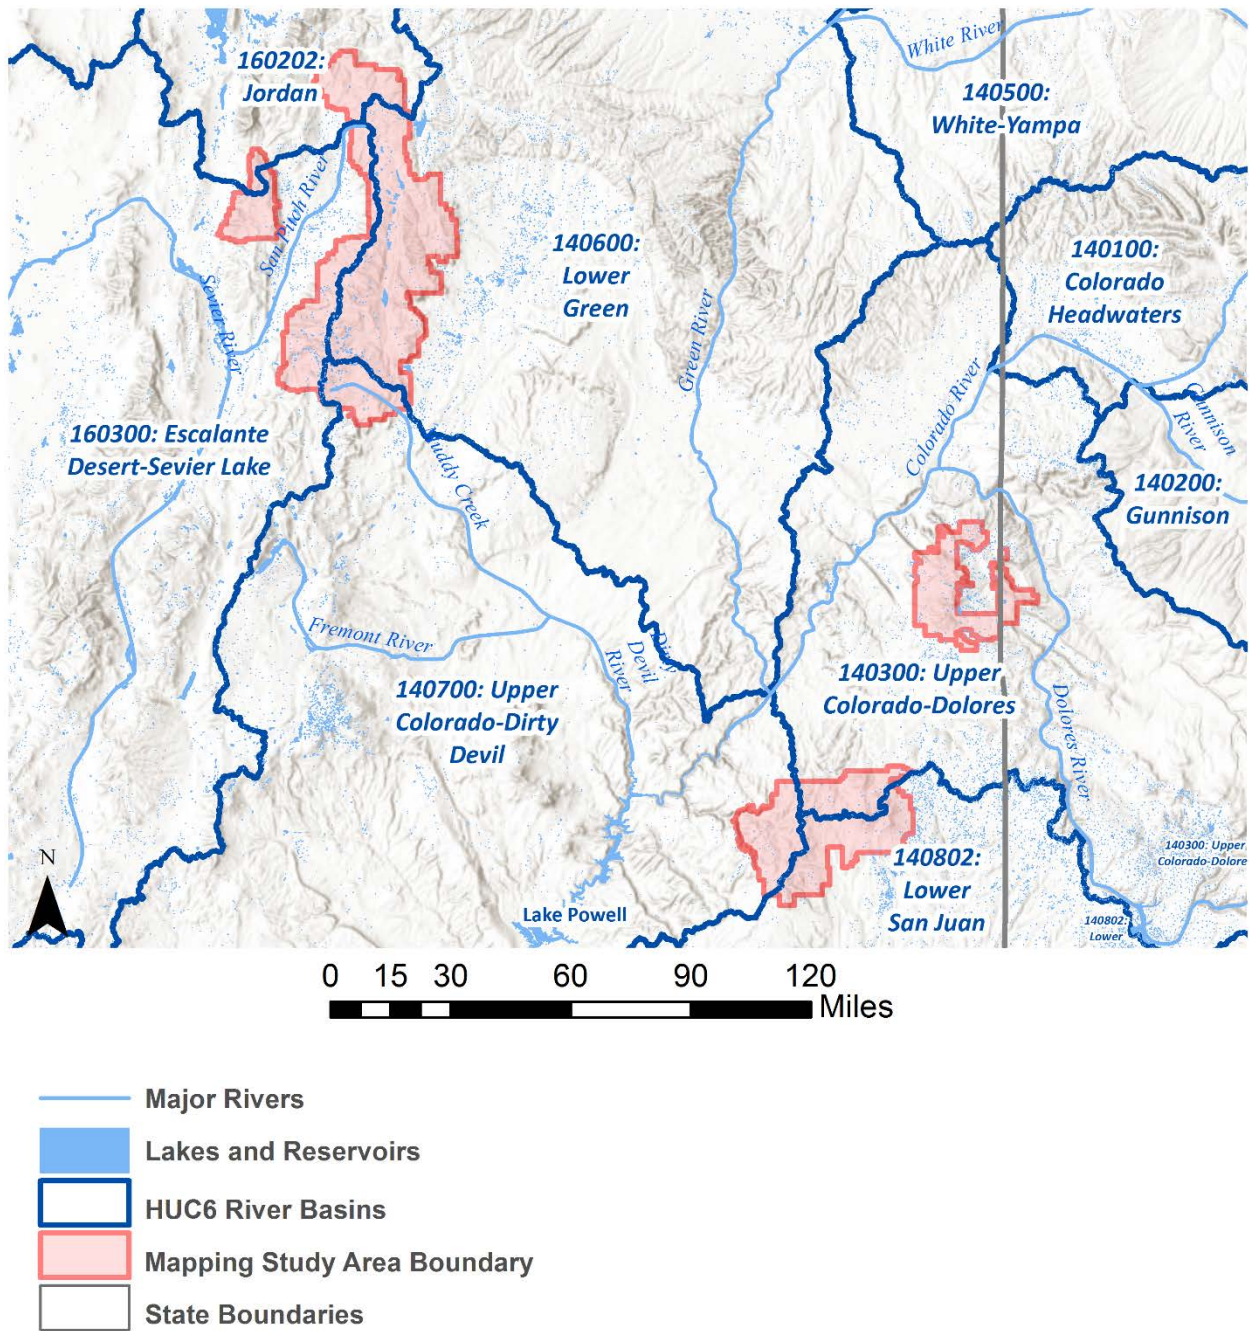 White River
160202:
Jordan
140500:
White-Yampa
San Pitch River
140600:
Lower
Green
140100:
Colorado
Headwaters
Sevier River
Green River
Colorado River
Gunnison
River
160300: Escalante
Desert-Sevier Lake
Muddy Creek
140200:
Gunnison
Fremont River
Dirty
Devil
River
140700: Upper
Colorado-Dirty
Devil
140300: Upper
Colorado-Dolores
Dolores River
N
140802:
Lower
San Juan
140300: Upper
Colorado-Dolore
Lake Powell
140802:
Lower
0 15 30 60 90 120
Miles
Major Rivers
Lakes and Reservoirs
HUC6 River Basins
Mapping Study Area Boundary
State Boundaries